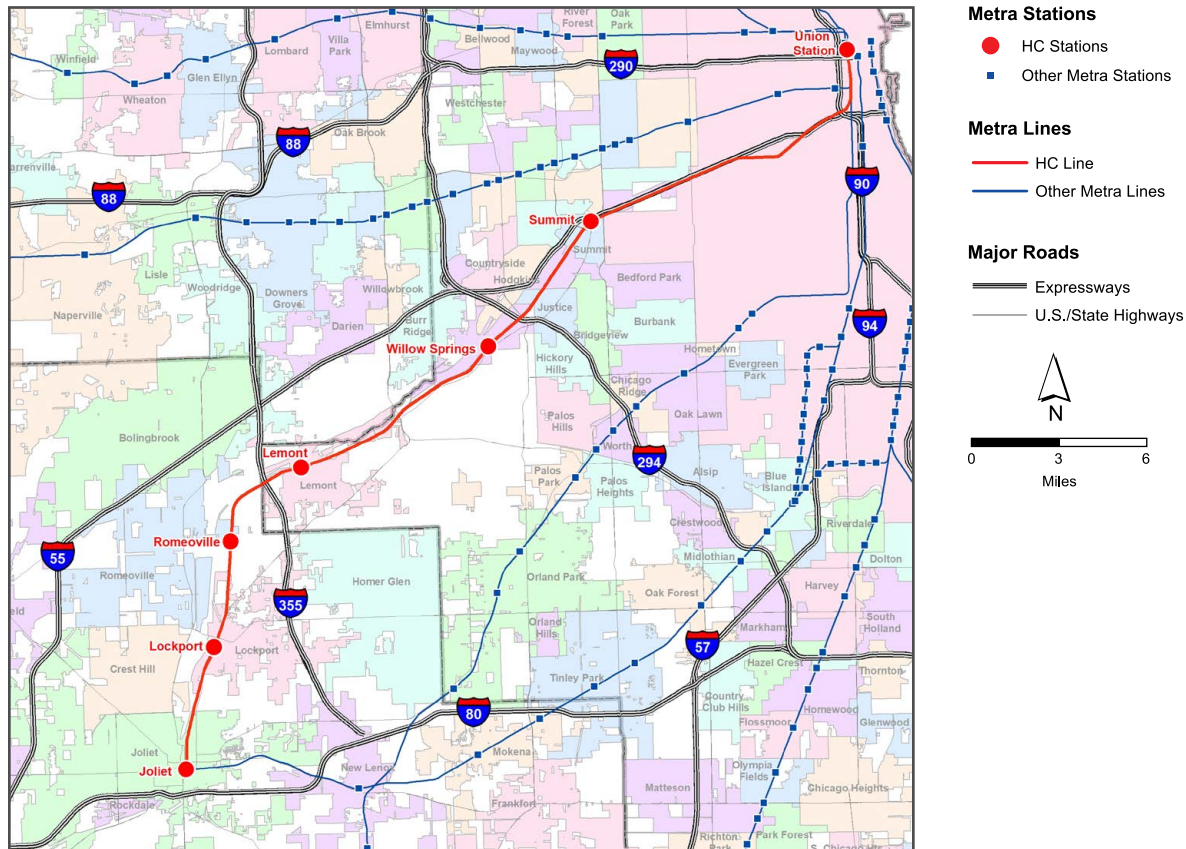 River
Forest
Oak
Park
Elmhurst
Villa
Park
Lombard
Bellwood
Maywood
Union
Station
Winfield
Glen Ellyn
290
Wheaton
Westchester
Oak Brook
88
88
90
Summit
Summit
Lisle
Woodridge
Countryside
Hodgkins
Bedford Park
Downers
Grove
Willowbrook
Naperville
Darien
Burr
Ridge
Justice
Burbank
94
Bridgeview
Willow Springs
Hometown
Hickory
Hills
Evergreen
Park
Chicago
Ridge
Oak Lawn
Palos
Hills
Bolingbrook
Worth
Lemont
294
Lemont
Palos
Park
Palos
Heights
Alsip
Blue
Island
Crestwood
Riverdale
Romeoville
55
Midlothian
Dolton
Romeoville
Homer Glen
Orland Park
Harvey
Oak Forest
355
Orland
Hills
South
Holland
Markham
Lockport
Lockport
57
Crest Hill
Hazel Crest
Thornton
Tinley Park
Country
Club Hills
Homewood
80
Flossmoor
Glenwood
Joliet
Mokena
Joliet
New Lenox
Olympia
Fields
Rockdale
Matteson
Chicago Heights
Frankfort
Richton
Park
Park Forest
Metra Stations
HC Stations
Other Metra Stations
Metra Lines
HC Line
Other Metra Lines
Major Roads
Expressways
U.S./State Highways
N
0 3 6
Miles